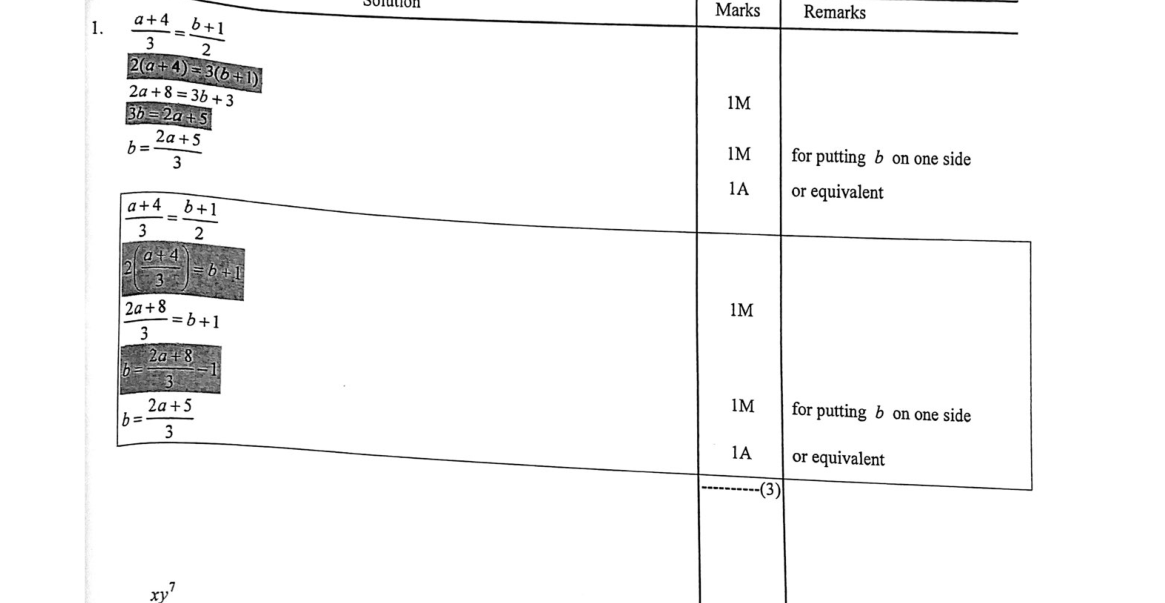 Solution Marks Remarks
1. (a+4)/3 = (b+1)/2
2(a+4)=3(b+1)
2a+8=3b+3 1M
3b=2a+5
b=(2a+5)/3 1M for putting b on one side
1A or equivalent
(a+4)/3 = (b+1)/2
2((a+4)/3)=b+1
(2a+8)/3=b+1 1M
b=(2a+8)/3−1
b=(2a+5)/3 1M for putting b on one side
1A or equivalent
----------(3)
xy⁷